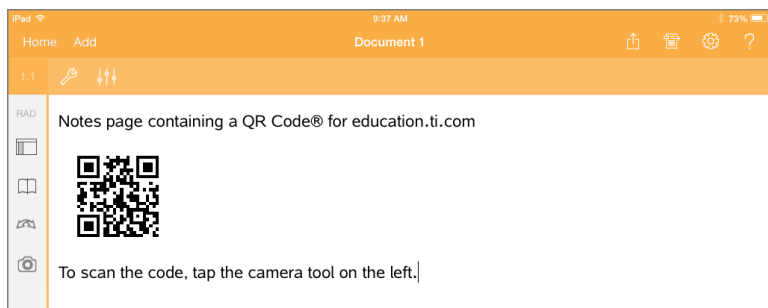 iPad 9:37 AM 73%
Home Add Document 1 ?
1.1
RAD
Notes page containing a QR Code® for education.ti.com
To scan the code, tap the camera tool on the left.